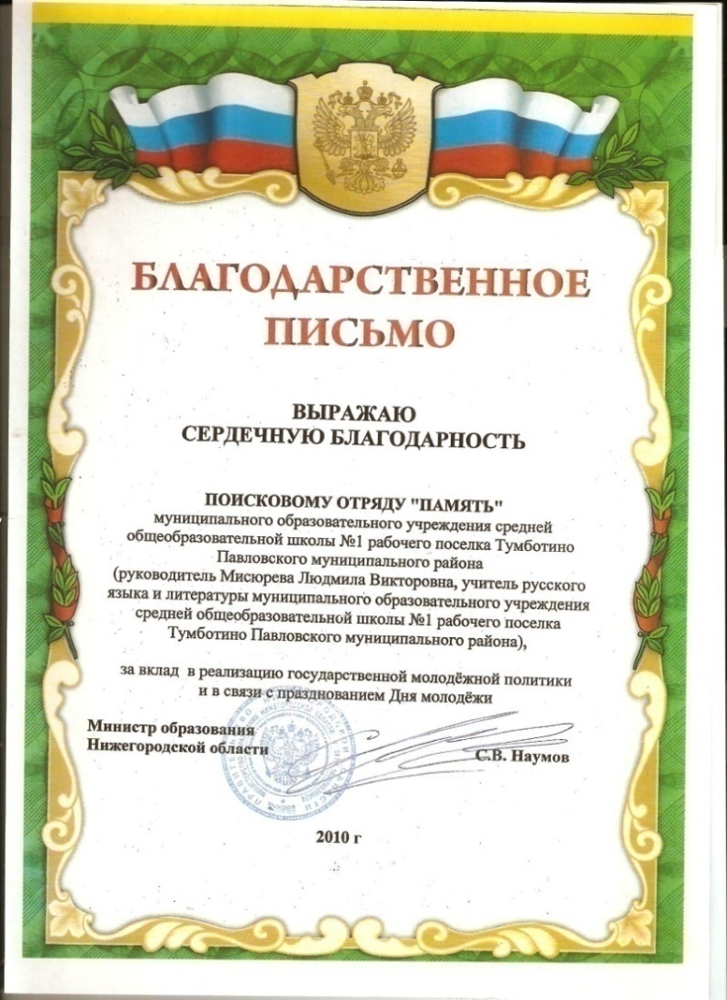 БЛАГОДАРСТВЕННОЕ
ПИСЬМО
ВЫРАЖАЮ
СЕРДЕЧНУЮ БЛАГОДАРНОСТЬ
ПОИСКОВОМУ ОТРЯДУ "ПАМЯТЬ"
муниципального образовательного учреждения средней
общеобразовательной школы №1 рабочего поселка Тумботино
Павловского муниципального района
(руководитель Мисюрева Людмила Викторовна, учитель русского
языка и литературы муниципального образовательного учреждения
средней общеобразовательной школы №1 рабочего поселка
Тумботино Павловского муниципального района),
за вклад в реализацию государственной молодёжной политики
и в связи с празднованием Дня молодёжи
Министр образования
Нижегородской области
С.В. Наумов
2010 г